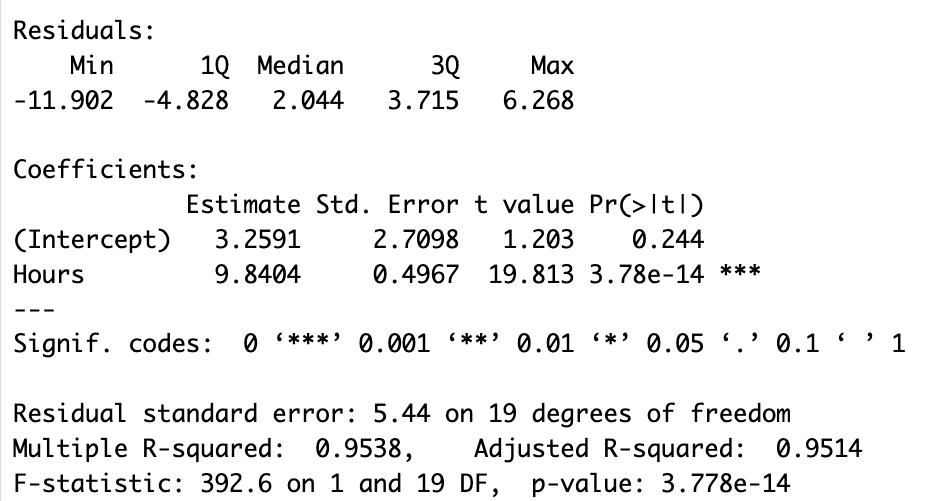 Residuals:
    Min      1Q  Median      3Q     Max
-11.902  -4.828   2.044   3.715   6.268

Coefficients:
            Estimate Std. Error t value Pr(>|t|)
(Intercept)   3.2591     2.7098   1.203    0.244
Hours         9.8404     0.4967  19.813 3.78e-14 ***
---
Signif. codes:  0 ‘***’ 0.001 ‘**’ 0.01 ‘*’ 0.05 ‘.’ 0.1 ‘ ’ 1

Residual standard error: 5.44 on 19 degrees of freedom
Multiple R-squared:  0.9538,    Adjusted R-squared:  0.9514
F-statistic: 392.6 on 1 and 19 DF,  p-value: 3.778e-14